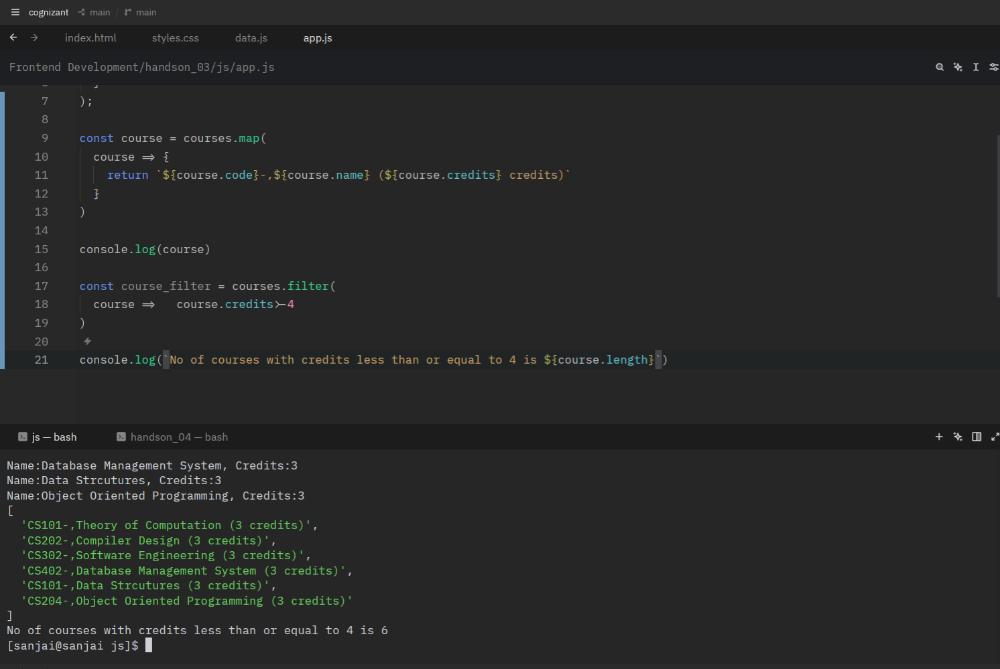 cognizant main / main
index.html styles.css data.js app.js
Frontend Development/handson_03/js/app.js
7 );
8
9 const course = courses.map(
10 course => {
11 return `${course.code}-,${course.name} (${course.credits} credits)`
12 }
13 )
14
15 console.log(course)
16
17 const course_filter = courses.filter(
18 course => course.credits>-4
19 )
20
21 console.log(`No of courses with credits less than or equal to 4 is ${course.length}`)
js — bash handson_04 — bash
Name:Database Management System, Credits:3
Name:Data Strcutures, Credits:3
Name:Object Oriented Programming, Credits:3
[
'CS101-,Theory of Computation (3 credits)',
'CS202-,Compiler Design (3 credits)',
'CS302-,Software Engineering (3 credits)',
'CS402-,Database Management System (3 credits)',
'CS101-,Data Strcutures (3 credits)',
'CS204-,Object Oriented Programming (3 credits)'
]
No of courses with credits less than or equal to 4 is 6
[sanjai@sanjai js]$